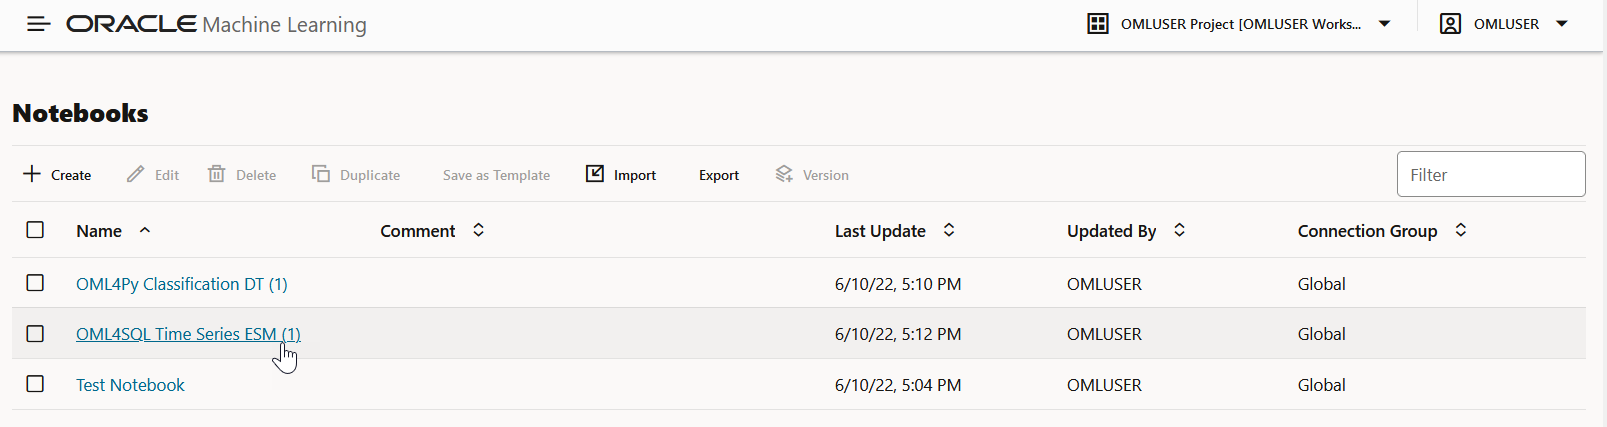 ORACLE Machine Learning OMLUSER Project [OMLUSER Works... OMLUSER
Notebooks
Create Edit Delete Duplicate Save as Template Import Export Version Filter
Name Comment Last Update Updated By Connection Group
OML4Py Classification DT (1) 6/10/22, 5:10 PM OMLUSER Global
OML4SQL Time Series ESM (1) 6/10/22, 5:12 PM OMLUSER Global
Test Notebook 6/10/22, 5:04 PM OMLUSER Global